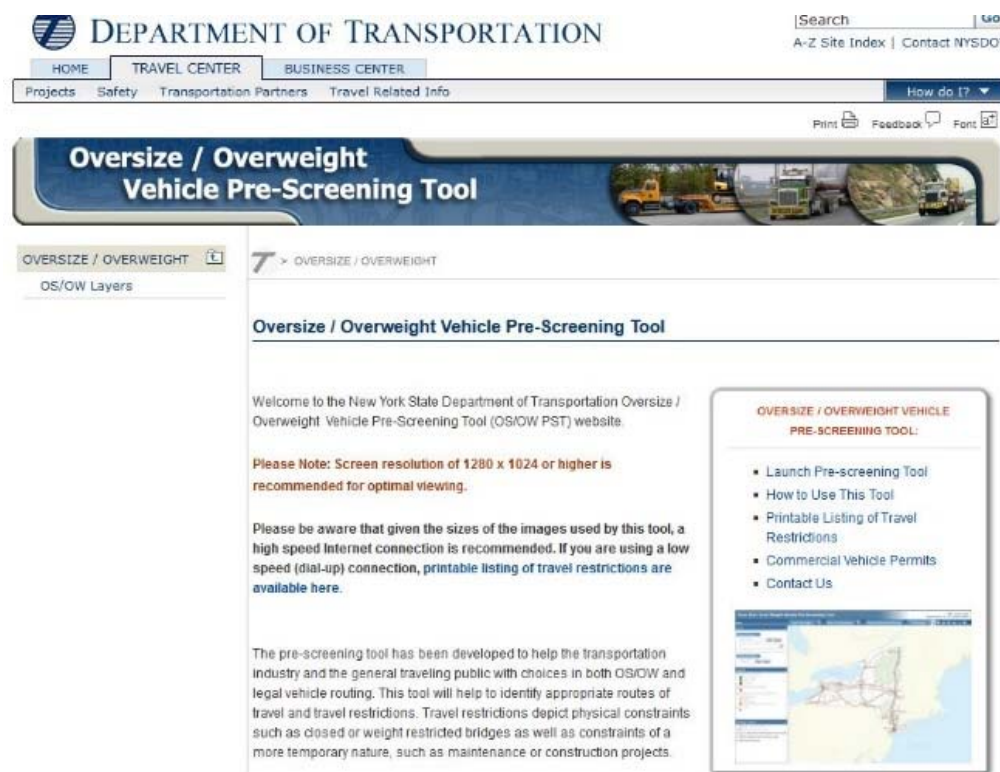 DEPARTMENT OF TRANSPORTATION
Search
Go
A-Z Site Index | Contact NYSDO
HOME TRAVEL CENTER BUSINESS CENTER
Projects Safety Transportation Partners Travel Related Info
How do I?
Print Feedback Font
Oversize / Overweight
Vehicle Pre-Screening Tool
OVERSIZE / OVERWEIGHT
OS/OW Layers
> OVERSIZE / OVERWEIGHT
Oversize / Overweight Vehicle Pre-Screening Tool
Welcome to the New York State Department of Transportation Oversize /
Overweight Vehicle Pre-Screening Tool (OS/OW PST) website.
Please Note: Screen resolution of 1280 x 1024 or higher is
recommended for optimal viewing.
Please be aware that given the sizes of the images used by this tool, a
high speed Internet connection is recommended. If you are using a low
speed (dial-up) connection, printable listing of travel restrictions are
available here.
The pre-screening tool has been developed to help the transportation
industry and the general traveling public with choices in both OS/OW and
legal vehicle routing. This tool will help to identify appropriate routes of
travel and travel restrictions. Travel restrictions depict physical constraints
such as closed or weight restricted bridges as well as constraints of a
more temporary nature, such as maintenance or construction projects.
OVERSIZE / OVERWEIGHT VEHICLE
PRE-SCREENING TOOL:
Launch Pre-screening Tool
How to Use This Tool
Printable Listing of Travel
Restrictions
Commercial Vehicle Permits
Contact Us